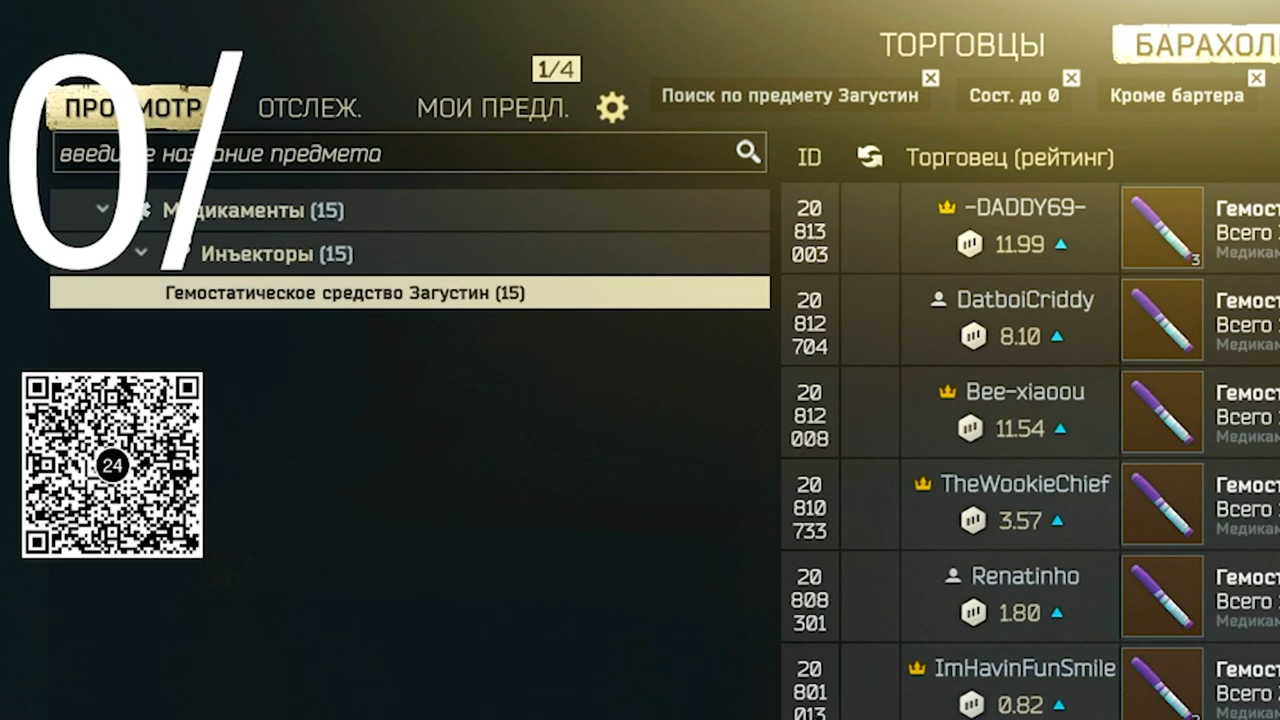 ТОРГОВЦЫ
БАРАХОЛ
0/
1/4
ПРОСМОТР
ОТСЛЕЖ.
МОИ ПРЕДЛ.
Поиск по предмету Загустин
Сост. до 0
Кроме бартера
введите название предмета
ID
Торговец (рейтинг)
Медикаменты (15)
Инъекторы (15)
Гемостатическое средство Загустин (15)
24
20
813
003
-DADDY69-
11.99
3
Гемост
Всего
Медикам
20
812
704
DatboiCriddy
8.10
Гемост
Всего
Медикам
20
812
008
Bee-xiaoou
11.54
Гемост
Всего
Медикам
20
810
733
TheWookieChief
3.57
Гемост
Всего
Медикам
20
808
301
Renatinho
1.80
Гемост
Всего
Медикам
20
801
013
ImHavinFunSmile
0.82
Гемост
Всего
Медикам